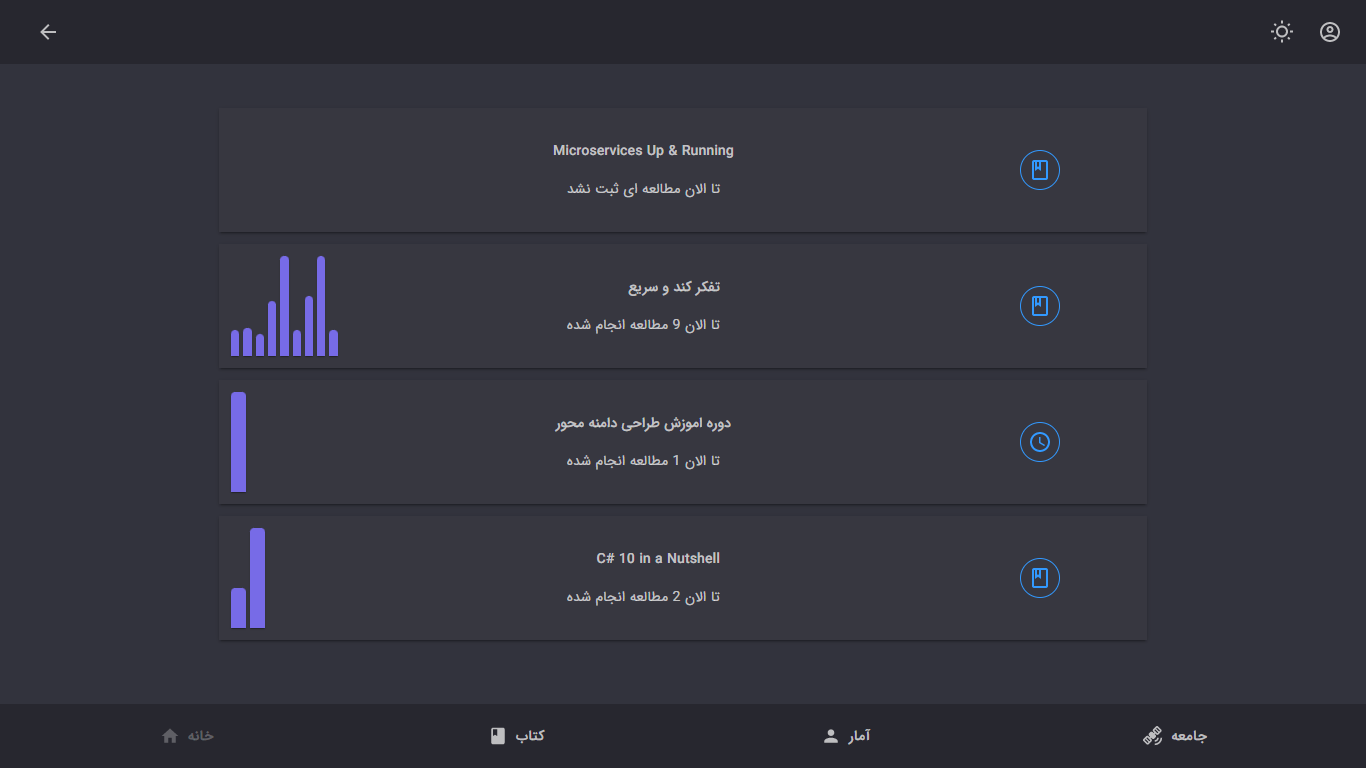 Microservices Up & Running
تا الان مطالعه ای ثبت نشد
تفکر کند و سریع
تا الان 9 مطالعه انجام شده
دوره اموزش طراحی دامنه محور
تا الان 1 مطالعه انجام شده
C# 10 in a Nutshell
تا الان 2 مطالعه انجام شده
جامعه
آمار
کتاب
خانه